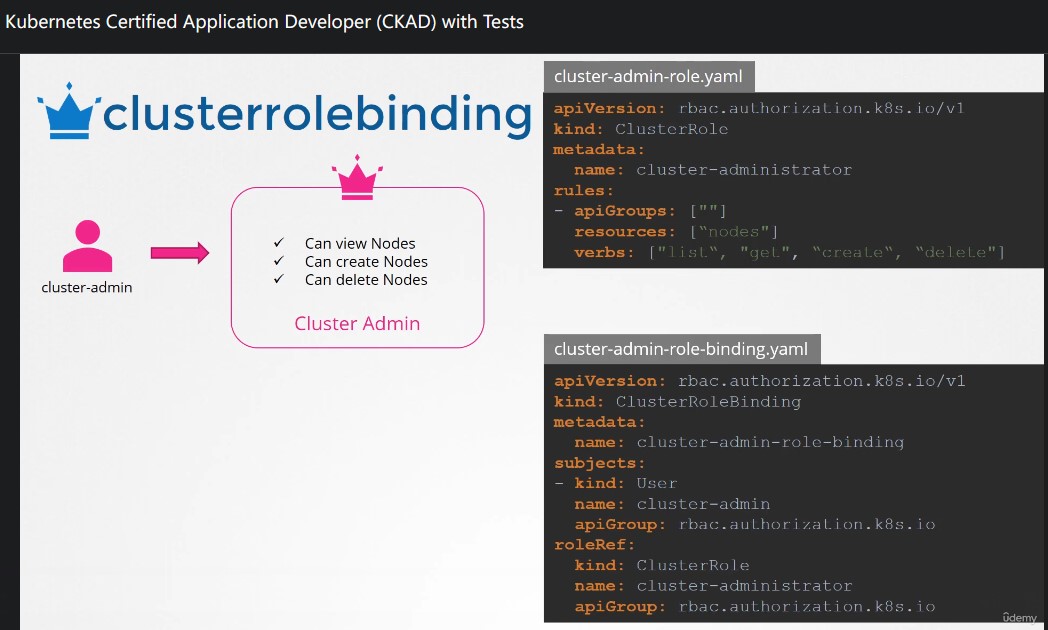 Kubernetes Certified Application Developer (CKAD) with Tests
clusterrolebinding
cluster-admin
✓ Can view Nodes
✓ Can create Nodes
✓ Can delete Nodes
Cluster Admin
cluster-admin-role.yaml
apiVersion: rbac.authorization.k8s.io/v1
kind: ClusterRole
metadata:
  name: cluster-administrator
rules:
- apiGroups: [""]
  resources: [“nodes"]
  verbs: ["list“, "get", “create“, “delete"]
cluster-admin-role-binding.yaml
apiVersion: rbac.authorization.k8s.io/v1
kind: ClusterRoleBinding
metadata:
  name: cluster-admin-role-binding
subjects:
- kind: User
  name: cluster-admin
  apiGroup: rbac.authorization.k8s.io
roleRef:
  kind: ClusterRole
  name: cluster-administrator
  apiGroup: rbac.authorization.k8s.io
ûdemy